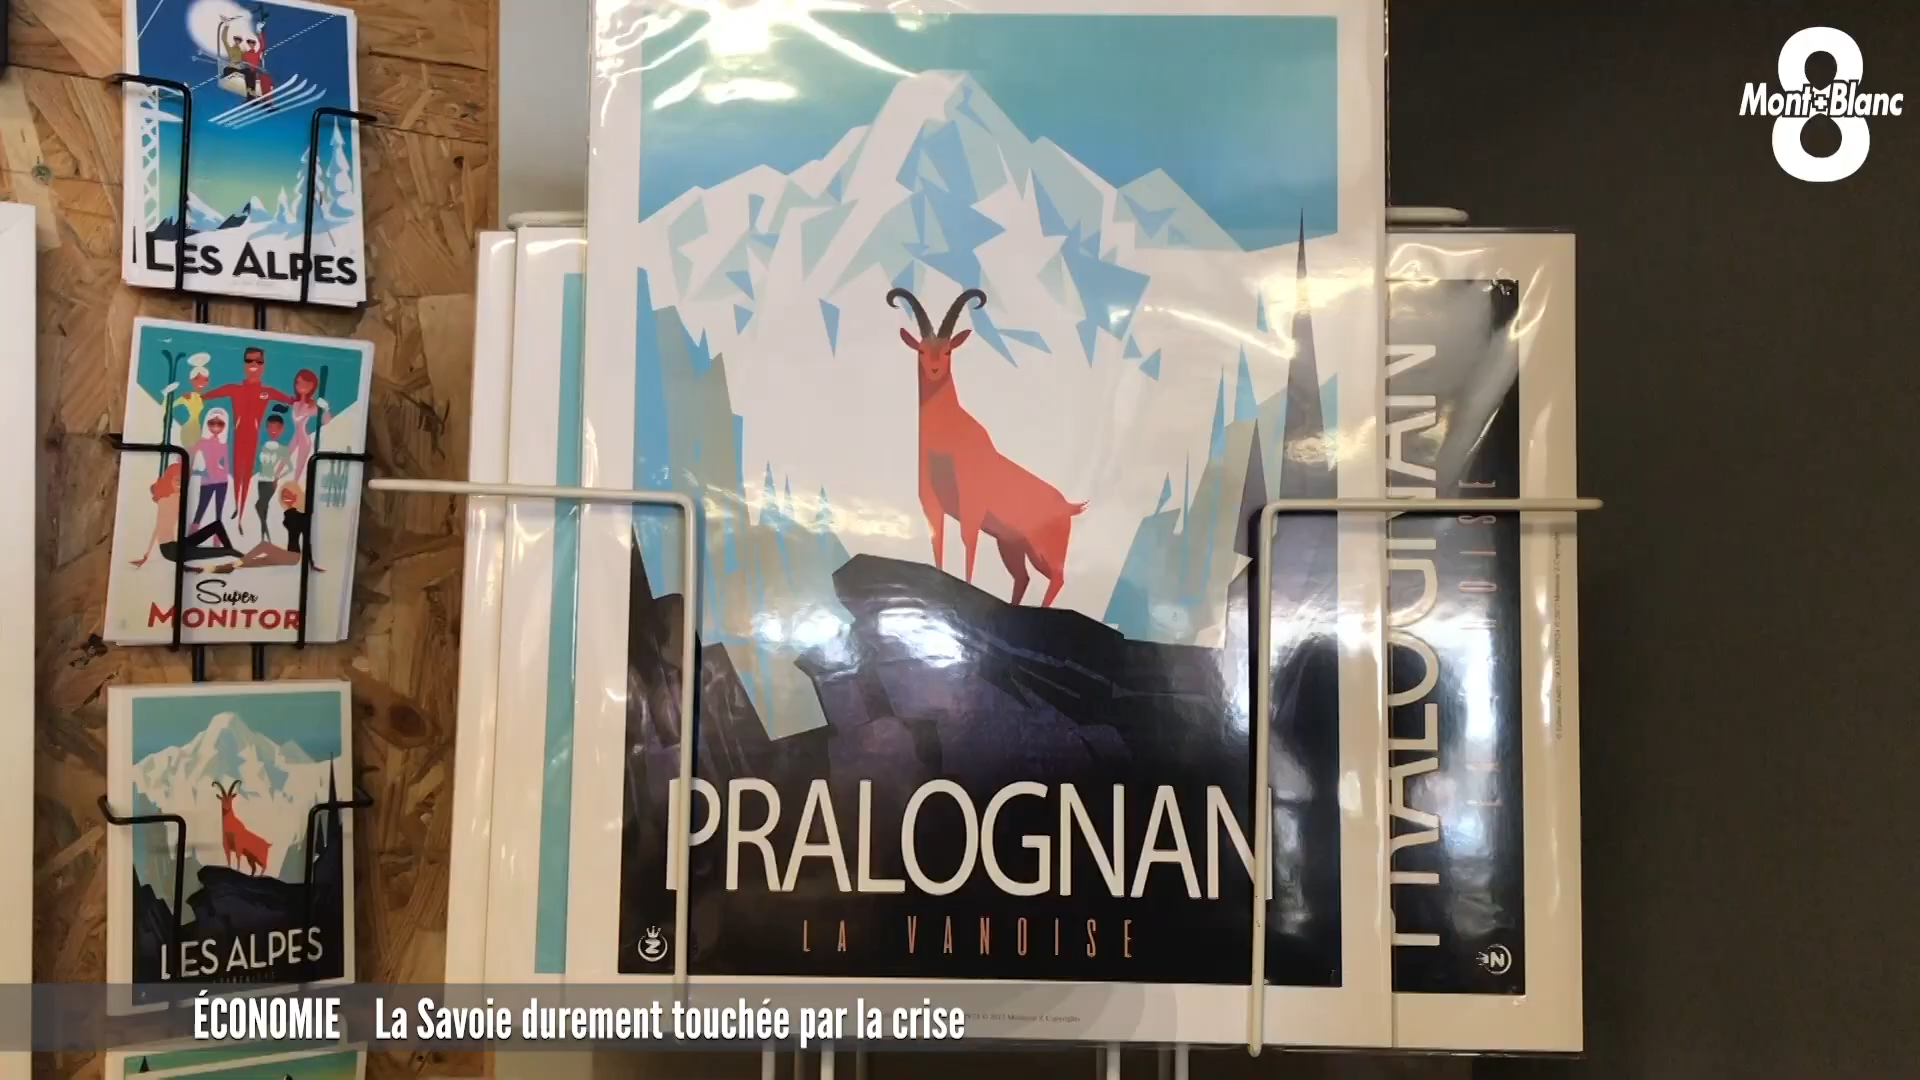 8
Mont Blanc
LES ALPES
Super
MONITOR
LES ALPES
PRALOGNAN
LA VANOISE
Z
PRALOGNAN
ÉCONOMIE La Savoie durement touchée par la crise